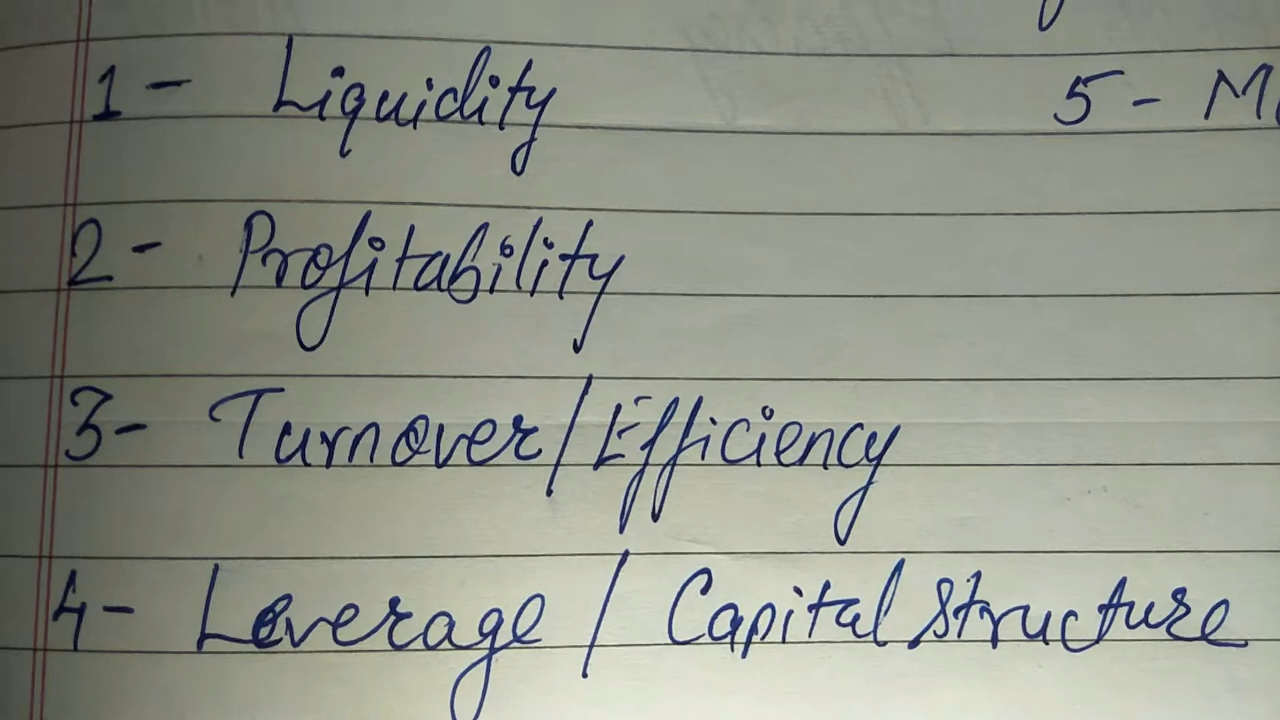 1 - Liquidity
5 -
2 - Profitability
3 - Turnover/Efficiency
4 - Leverage / Capital Structure